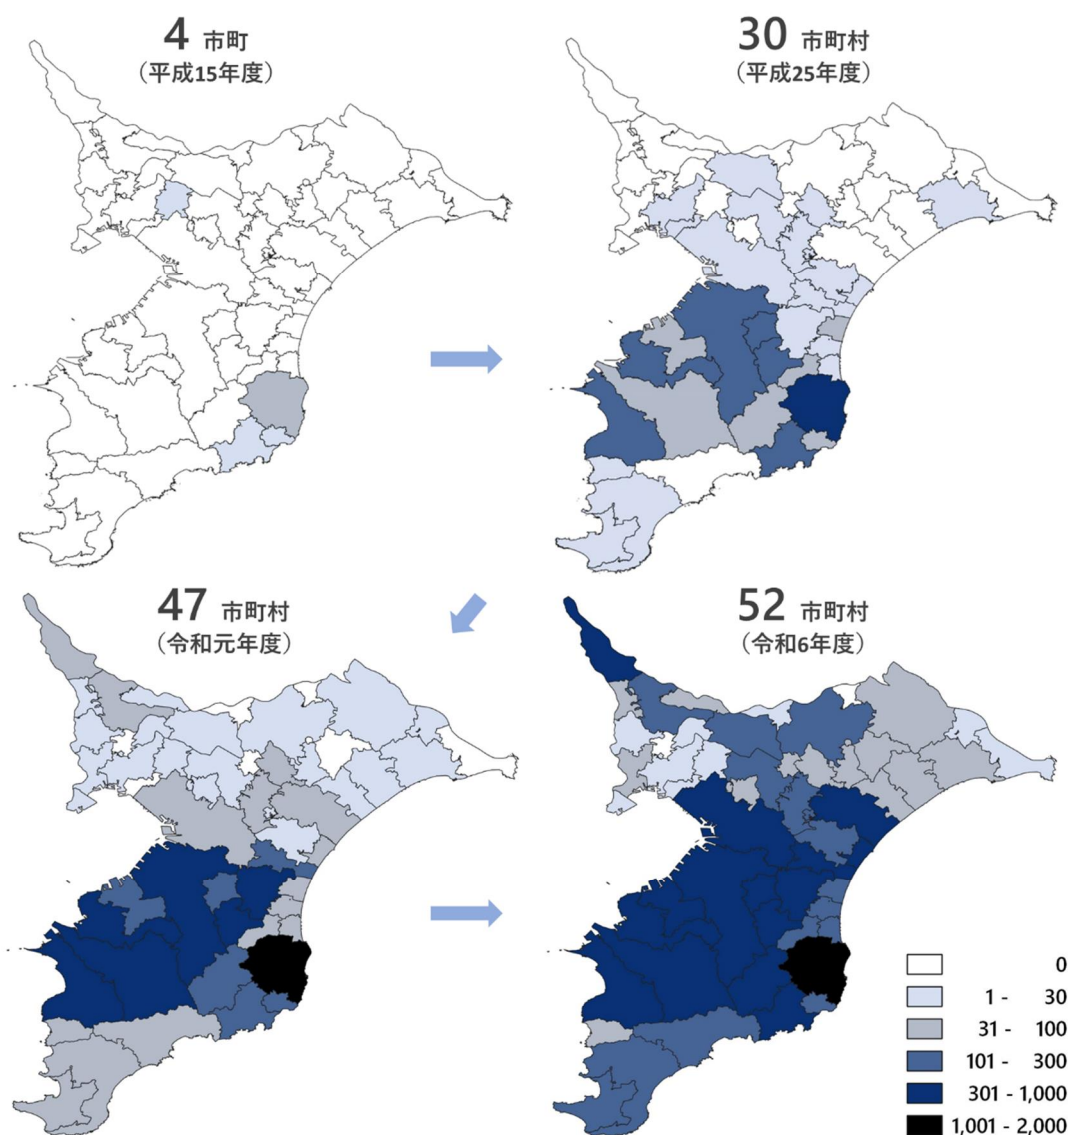 4 市町
（平成15年度）
30 市町村
（平成25年度）
47 市町村
（令和元年度）
52 市町村
（令和6年度）
0
1 - 30
31 - 100
101 - 300
301 - 1,000
1,001 - 2,000